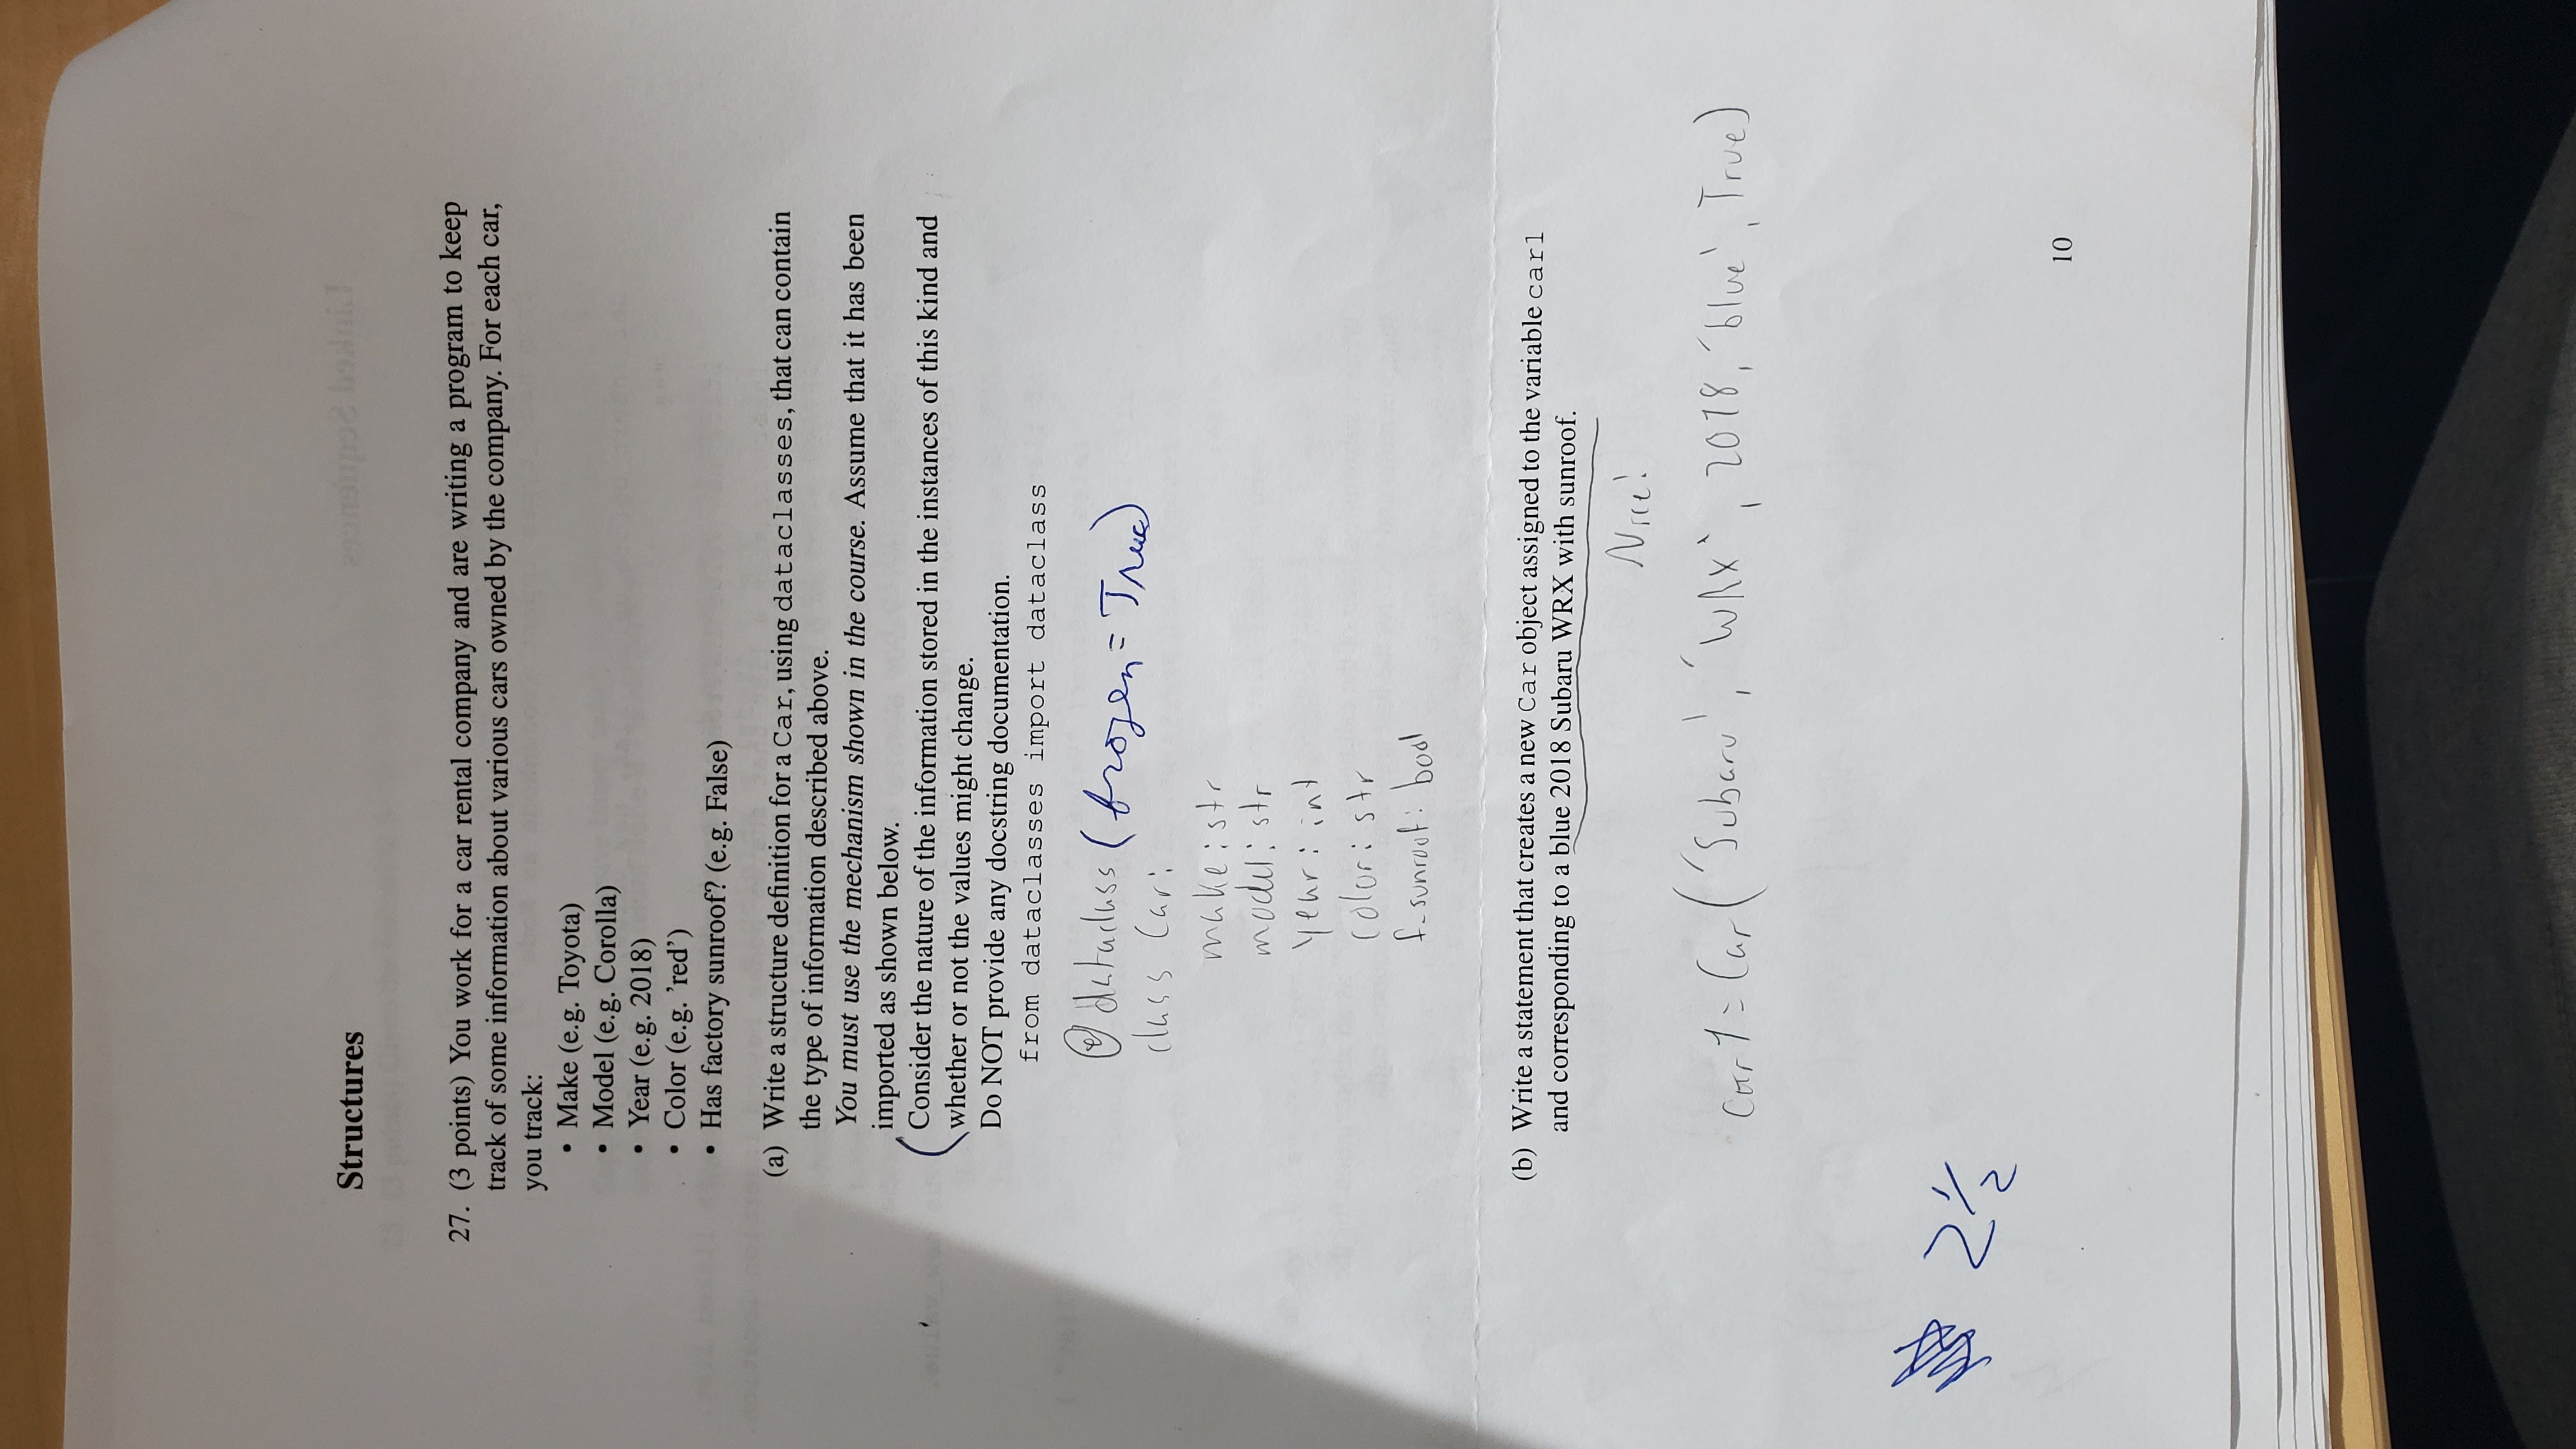 Structures
27. (3 points) You work for a car rental company and are writing a program to keep
track of some information about various cars owned by the company. For each car,
you track:
• Make (e.g. Toyota)
• Model (e.g. Corolla)
• Year (e.g. 2018)
• Color (e.g. ’red’)
• Has factory sunroof? (e.g. False)
(a) Write a structure definition for a Car, using dataclasses, that can contain
the type of information described above.
You must use the mechanism shown in the course. Assume that it has been
imported as shown below.
Consider the nature of the information stored in the instances of this kind and
whether or not the values might change.
Do NOT provide any docstring documentation.
from dataclasses import dataclass
@dataclass (frozen = True)
class Car:
make: str
model: str
year: int
color: str
f_sunroof: bool
(b) Write a statement that creates a new Car object assigned to the variable car1
and corresponding to a blue 2018 Subaru WRX with sunroof.
Nice!
car1 = Car('Subaru', 'WRX', 2018, 'blue', True)
2 1/2
10